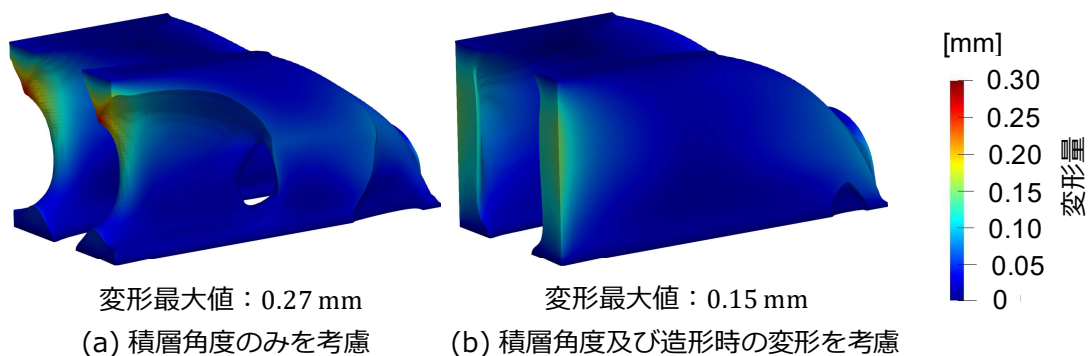 [mm]
0.30
0.25
0.20
0.15
0.10
0.05
0
変形量
変形最大値：0.27 mm
変形最大値：0.15 mm
(a) 積層角度のみを考慮
(b) 積層角度及び造形時の変形を考慮